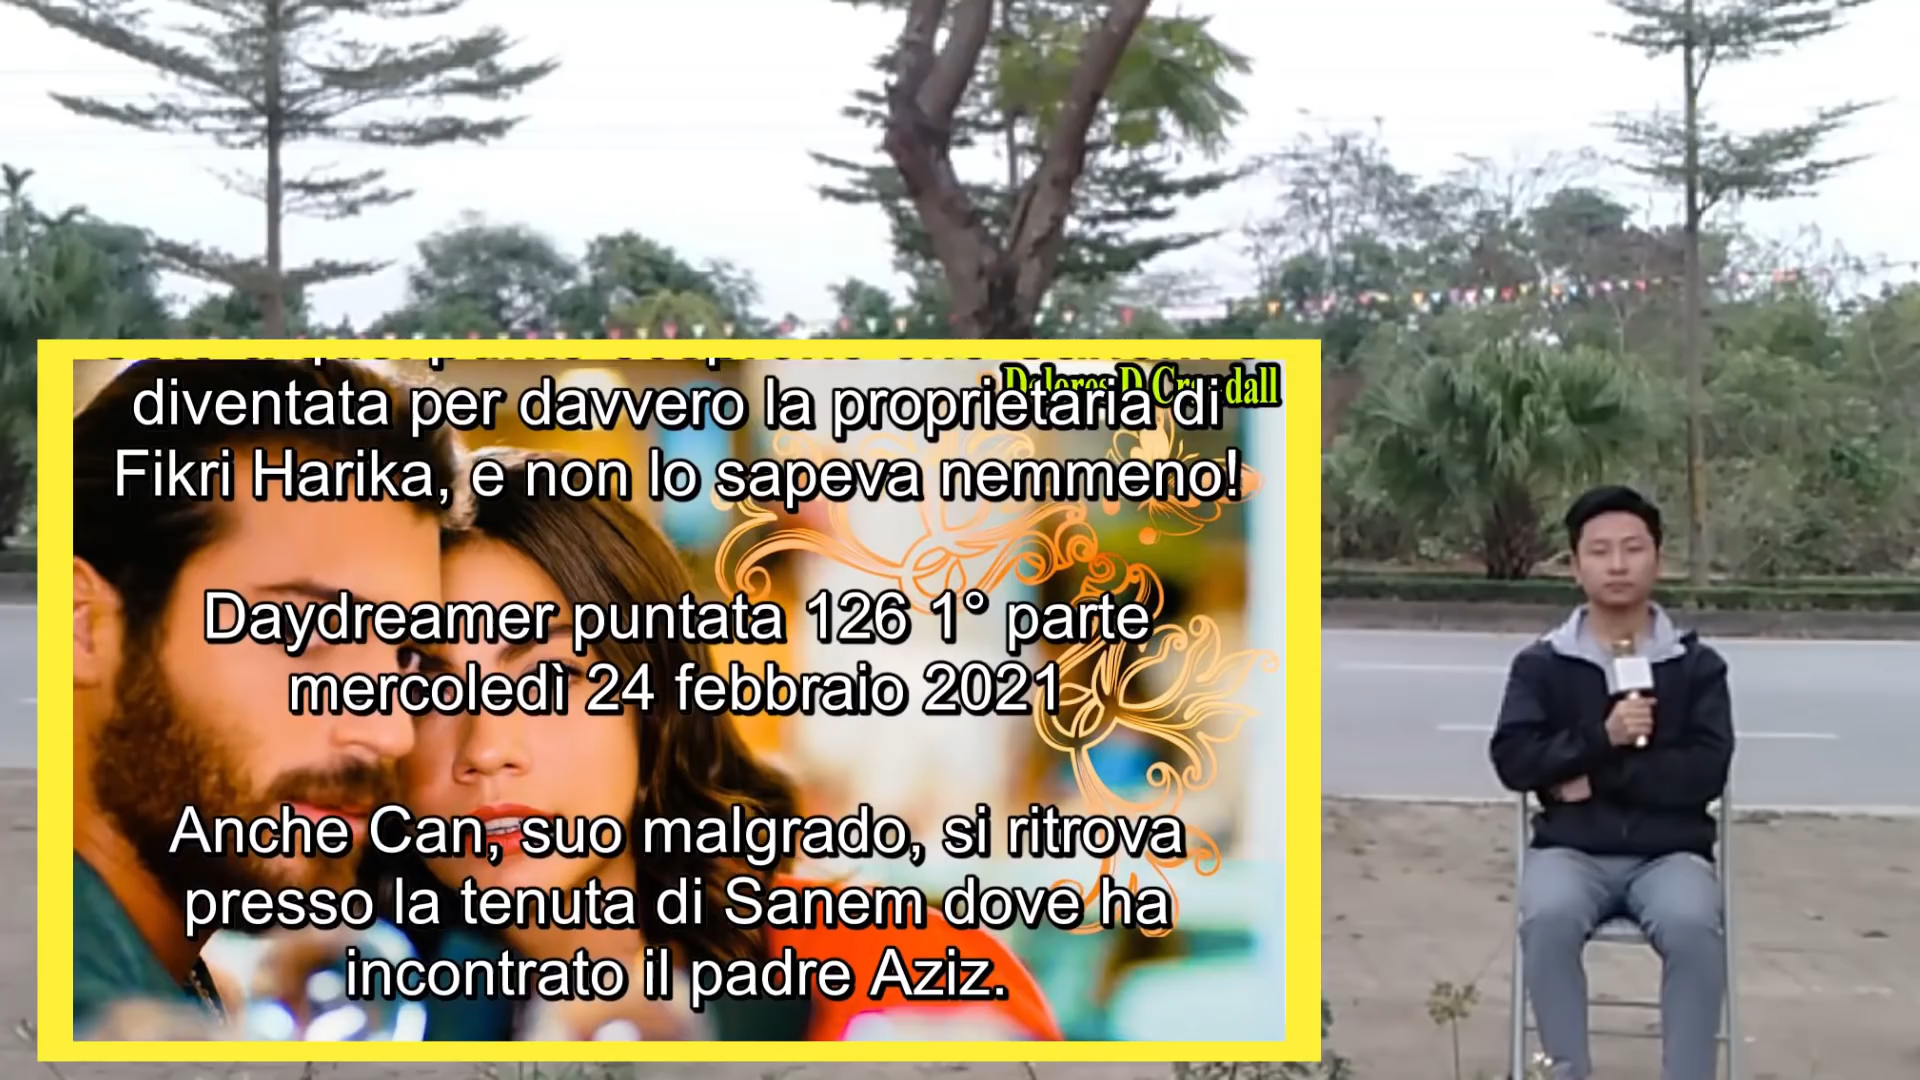 diventata per davvero la proprietaria di
Fikri Harika, e non lo sapeva nemmeno!
Daydreamer puntata 126 1° parte
mercoledì 24 febbraio 2021
Anche Can, suo malgrado, si ritrova
presso la tenuta di Sanem dove ha
incontrato il padre Aziz.